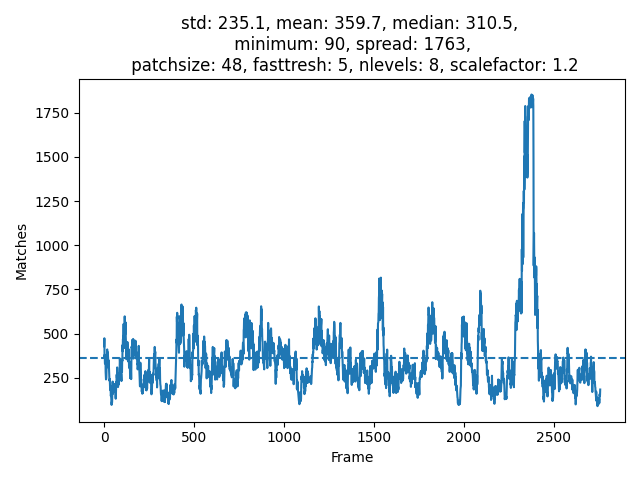 std: 235.1, mean: 359.7, median: 310.5,
minimum: 90, spread: 1763,
patchsize: 48, fasttresh: 5, nlevels: 8, scalefactor: 1.2
1750
1500
1250
1000
750
500
250
Matches
0 500 1000 1500 2000 2500
Frame